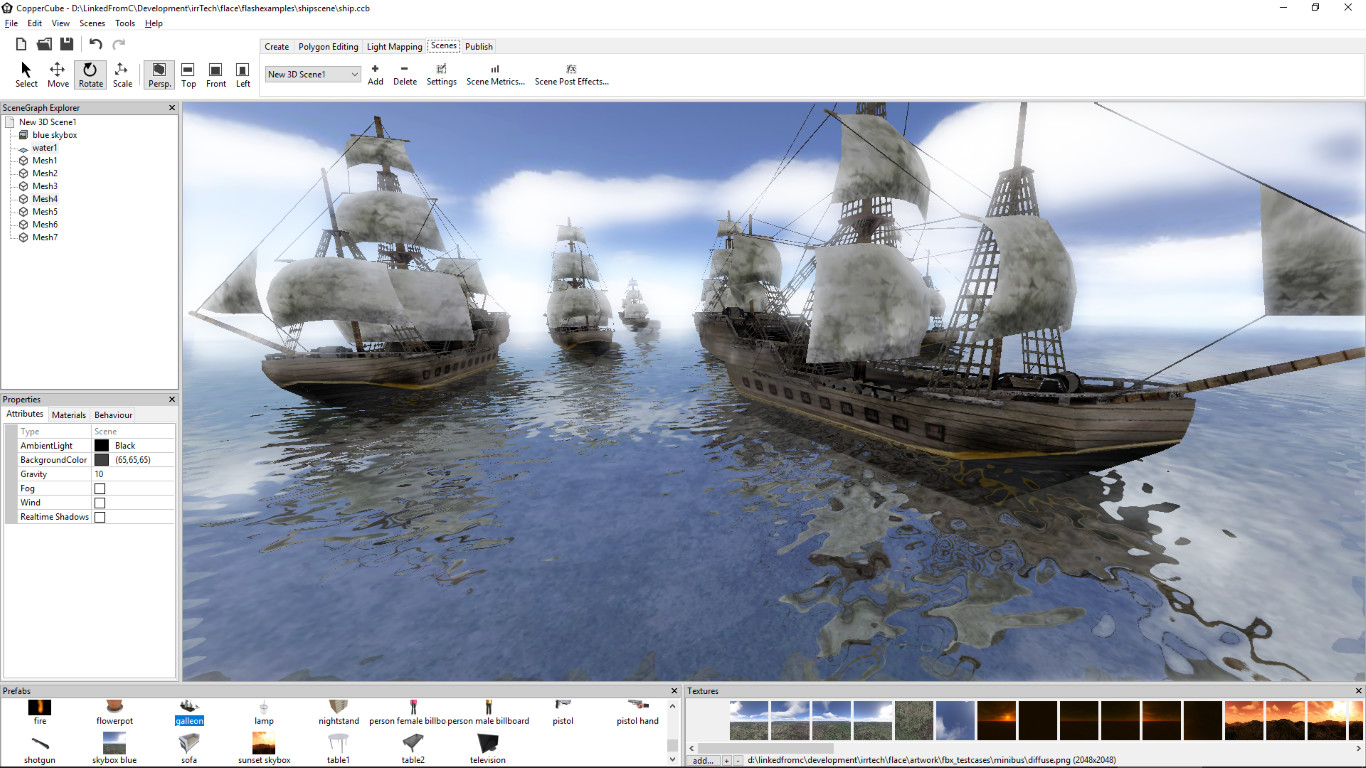 CopperCube - D:\LinkedFromC\Development\irrTech\flace\flashexamples\shipscene\ship.ccb
File Edit View Scenes Tools Help
Create Polygon Editing Light Mapping Scenes Publish
Select Move Rotate Scale Persp. Top Front Left
New 3D Scene1 Add Delete Settings Scene Metrics... Scene Post Effects...
SceneGraph Explorer
New 3D Scene1
blue skybox
water1
Mesh1
Mesh2
Mesh3
Mesh4
Mesh5
Mesh6
Mesh7
Properties
Attributes Materials Behaviour
Type Scene
AmbientLight Black
BackgroundColor (65,65,65)
Gravity 10
Fog
Wind
Realtime Shadows
Prefabs
fire flowerpot galleon lamp nightstand person female billbo person male billboard pistol pistol hand
shotgun skybox blue sofa sunset skybox table1 table2 television
Textures
add... + - d:\linkedfromc\development\irrtech\flace\artwork\fbx_testcases\minibus\diffuse.png (2048x2048)